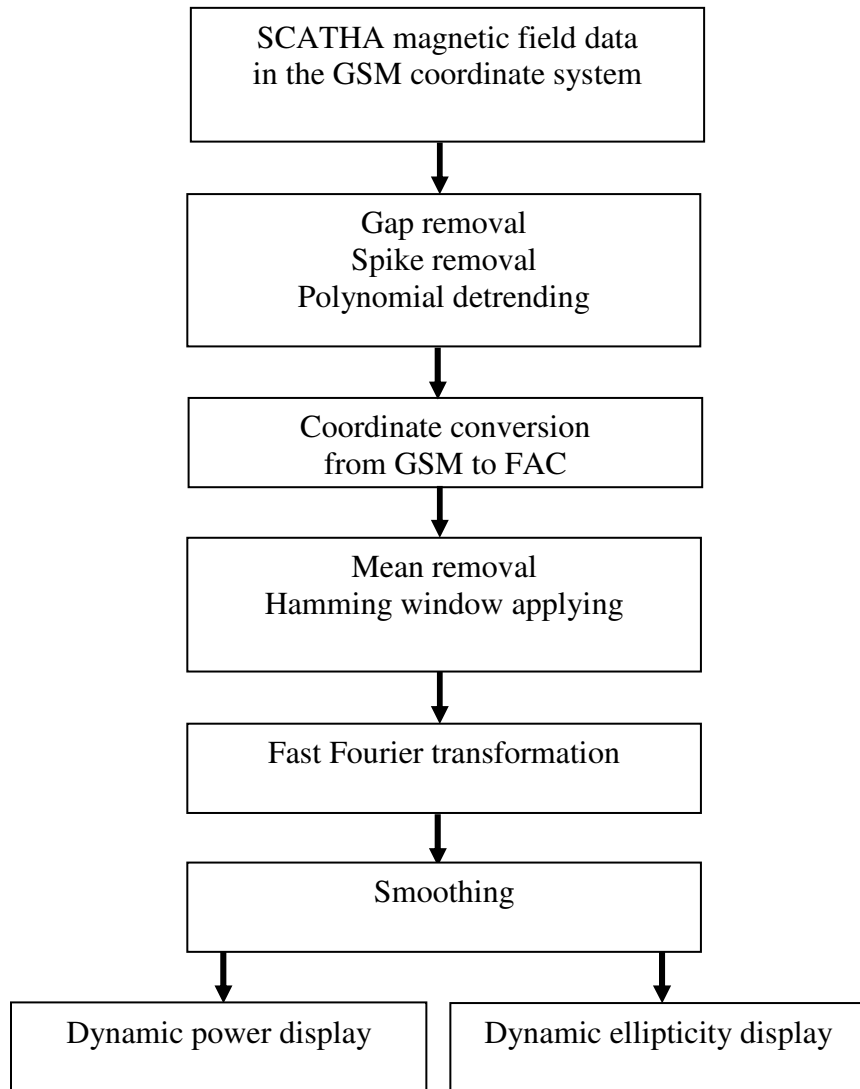 SCATHA magnetic field data
in the GSM coordinate system
Gap removal
Spike removal
Polynomial detrending
Coordinate conversion
from GSM to FAC
Mean removal
Hamming window applying
Fast Fourier transformation
Smoothing
Dynamic power display
Dynamic ellipticity display